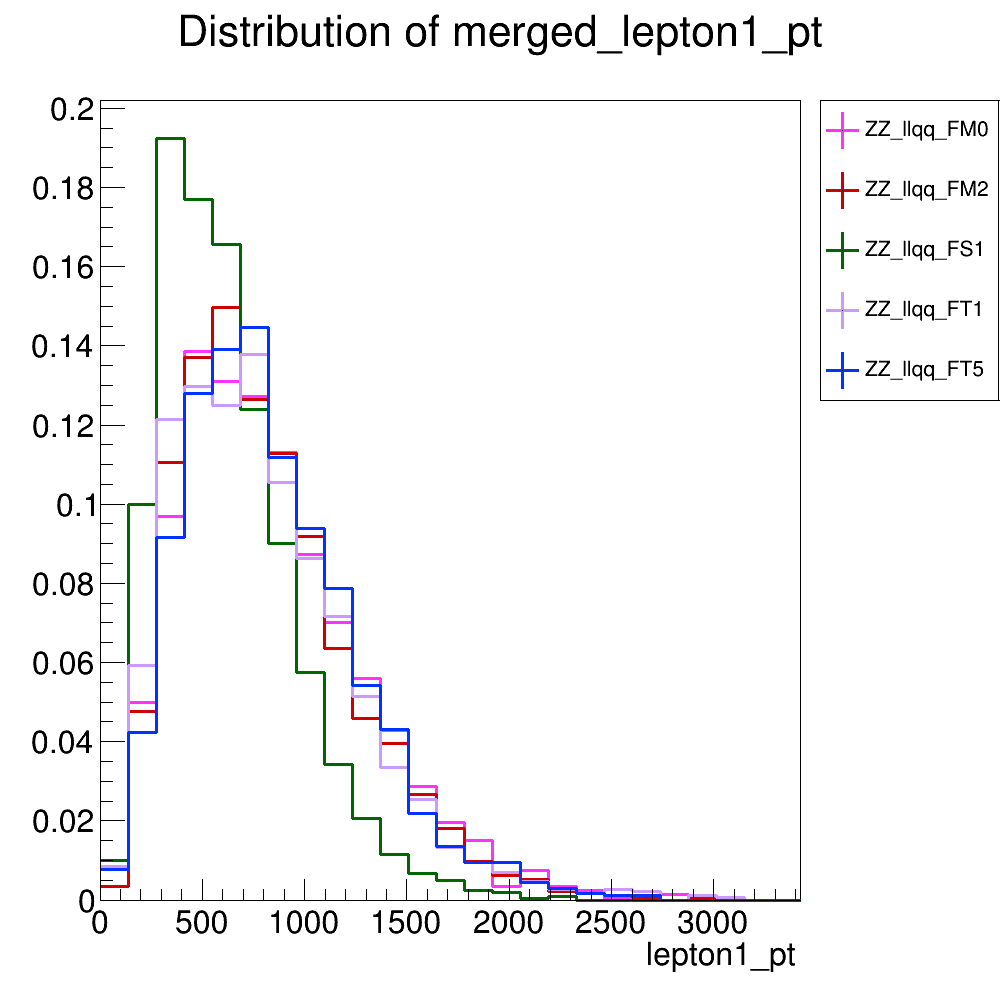 Distribution of merged_lepton1_pt
0.2
0.18
0.16
0.14
0.12
0.1
0.08
0.06
0.04
0.02
0
0 500 1000 1500 2000 2500 3000
lepton1_pt
ZZ_llqq_FM0
ZZ_llqq_FM2
ZZ_llqq_FS1
ZZ_llqq_FT1
ZZ_llqq_FT5